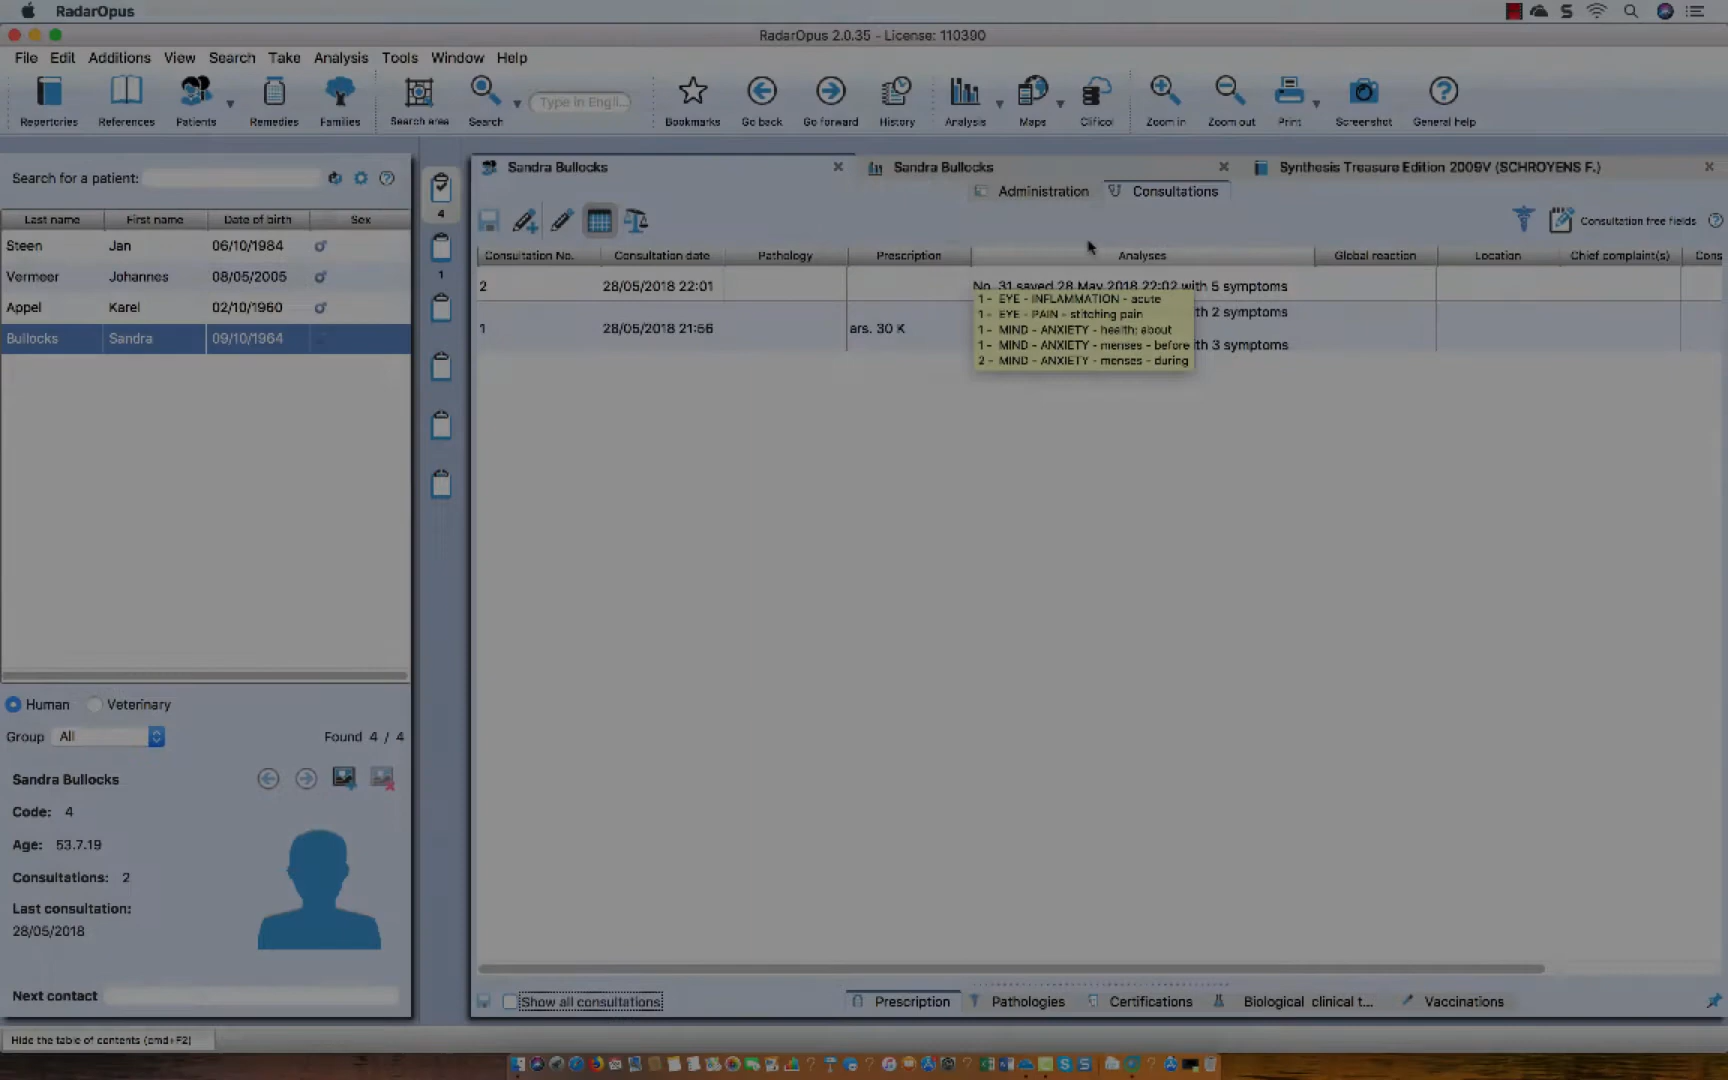 RadarOpus
RadarOpus 2.0.35 - License: 110390
File Edit Additions View Search Take Analysis Tools Window Help
Type in Engli...
Repertories References Patients Remedies Families Search area Search Bookmarks Go back Go forward History Analysis Maps Clificol Zoom in Zoom out Print Screenshot General help
Search for a patient:
Last name First name Date of birth Sex
Steen Jan 06/10/1984
Vermeer Johannes 08/05/2005
Appel Karel 02/10/1960
Bullocks Sandra 09/10/1964
Human Veterinary
Group All Found 4 / 4
Sandra Bullocks
Code: 4
Age: 53.7.19
Consultations: 2
Last consultation:
28/05/2018
Next contact
Hide the table of contents (cmd+F2)
4
1
Sandra Bullocks Sandra Bullocks Synthesis Treasure Edition 2009V (SCHROYENS F.)
Administration Consultations
Consultation free fields
Consultation No. Consultation date Pathology Prescription Analyses Global reaction Location Chief complaint(s) Cons
2 28/05/2018 22:01 No. 31 saved 28 May 2018 22:02 with 5 symptoms
1 28/05/2018 21:56 ars. 30 K
with 2 symptoms
th 3 symptoms
1 - EYE - INFLAMMATION - acute
1 - EYE - PAIN - stitching pain
1 - MIND - ANXIETY - health; about
1 - MIND - ANXIETY - menses - before
2 - MIND - ANXIETY - menses - during
Show all consultations
Prescription Pathologies Certifications Biological clinical t... Vaccinations